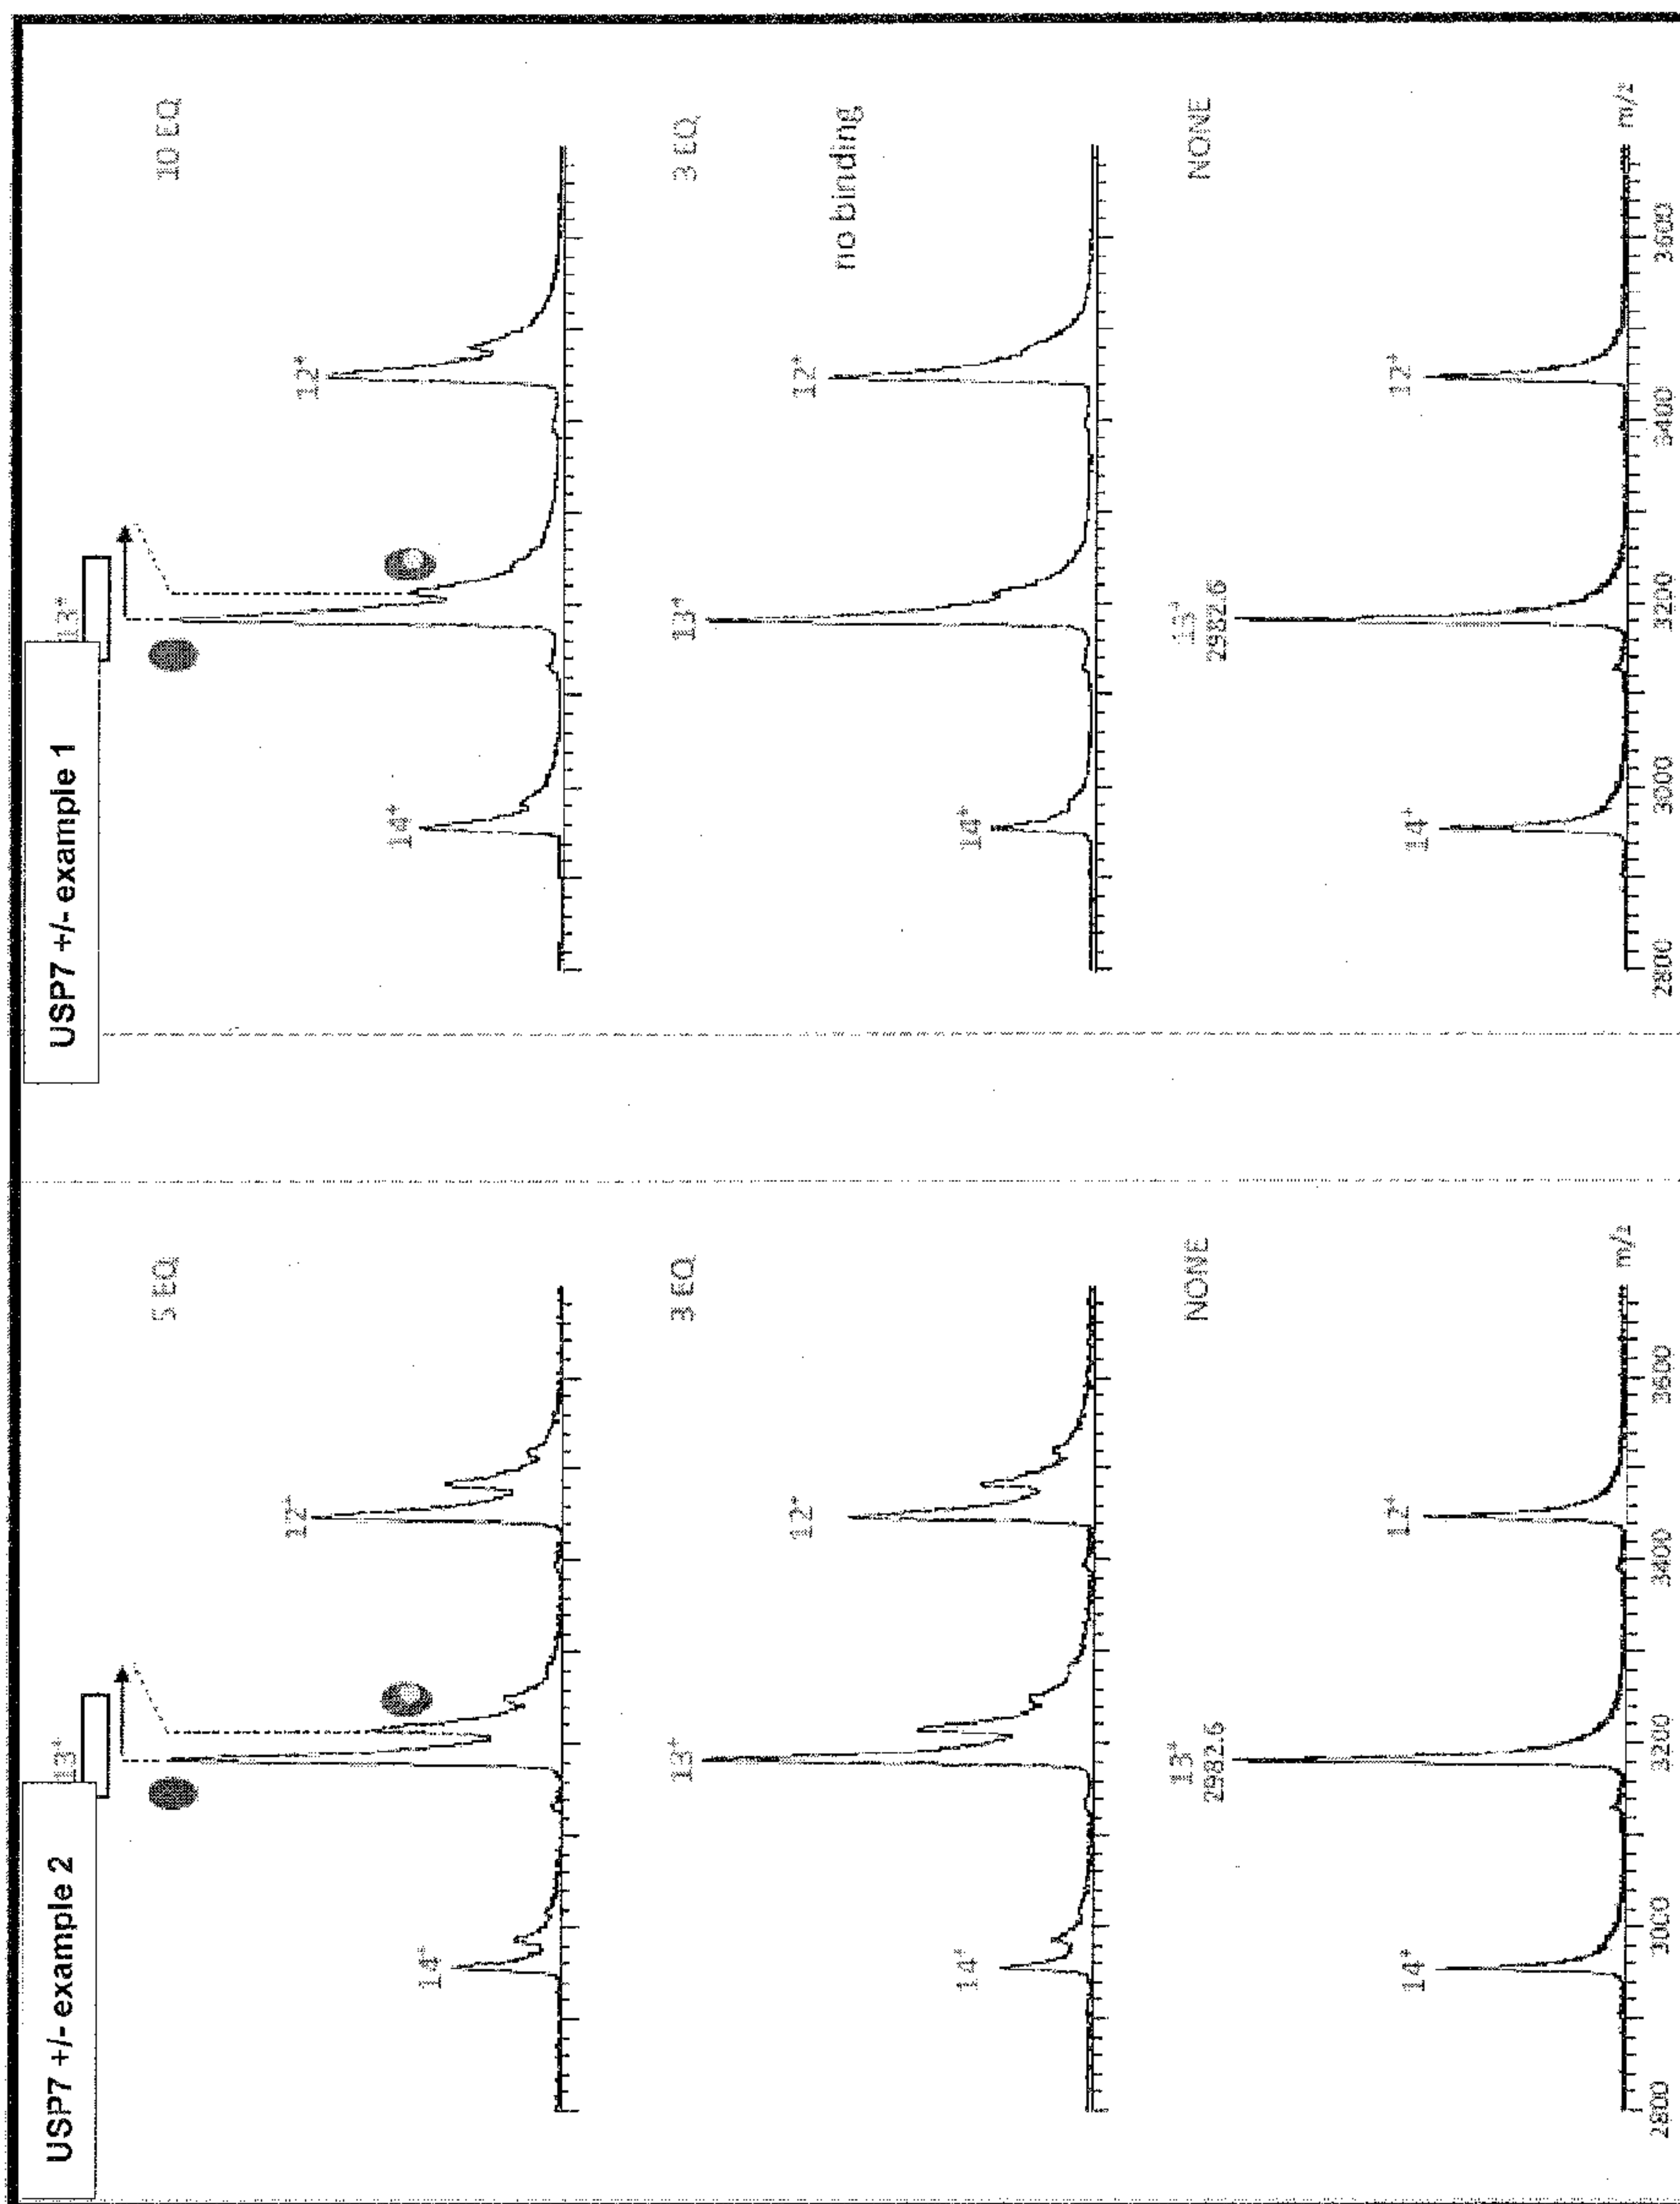 USP7 +/- example 2
13⁺
5 EQ
14⁺
12⁺
3 EQ
13⁺
14⁺
12⁺
NONE
13⁺
2982.6
14⁺
12⁺
2800
3000
3200
3400
3600
m/z
USP7 +/- example 1
13⁺
10 EQ
14⁺
12⁺
3 EQ
no binding
13⁺
14⁺
12⁺
NONE
13⁺
2982.6
14⁺
12⁺
2800
3000
3200
3400
3600
m/z